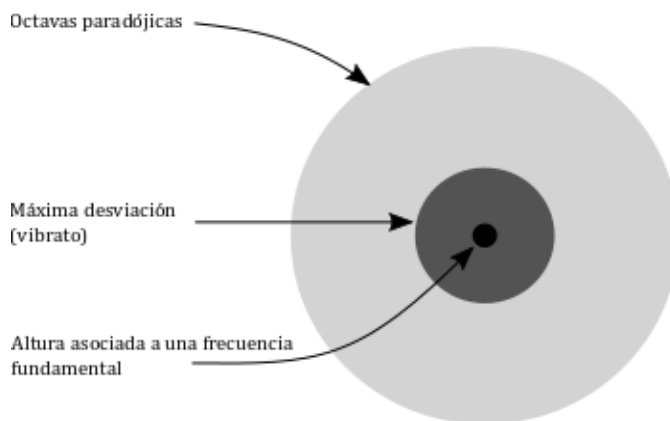 Octavas paradójicas
Máxima desviación
(vibrato)
Altura asociada a una frecuencia
fundamental